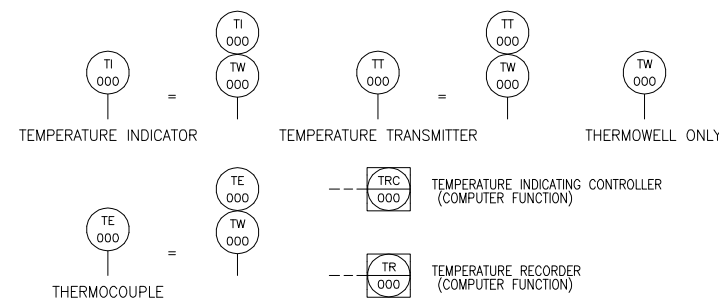 TI
000
TI
000
TW
000
=
TEMPERATURE INDICATOR
TT
000
TT
000
TW
000
=
TEMPERATURE TRANSMITTER
TW
000
THERMOWELL ONLY
TE
000
TE
000
TW
000
=
THERMOCOUPLE
TRC
000
TEMPERATURE INDICATING CONTROLLER
(COMPUTER FUNCTION)
TR
000
TEMPERATURE RECORDER
(COMPUTER FUNCTION)